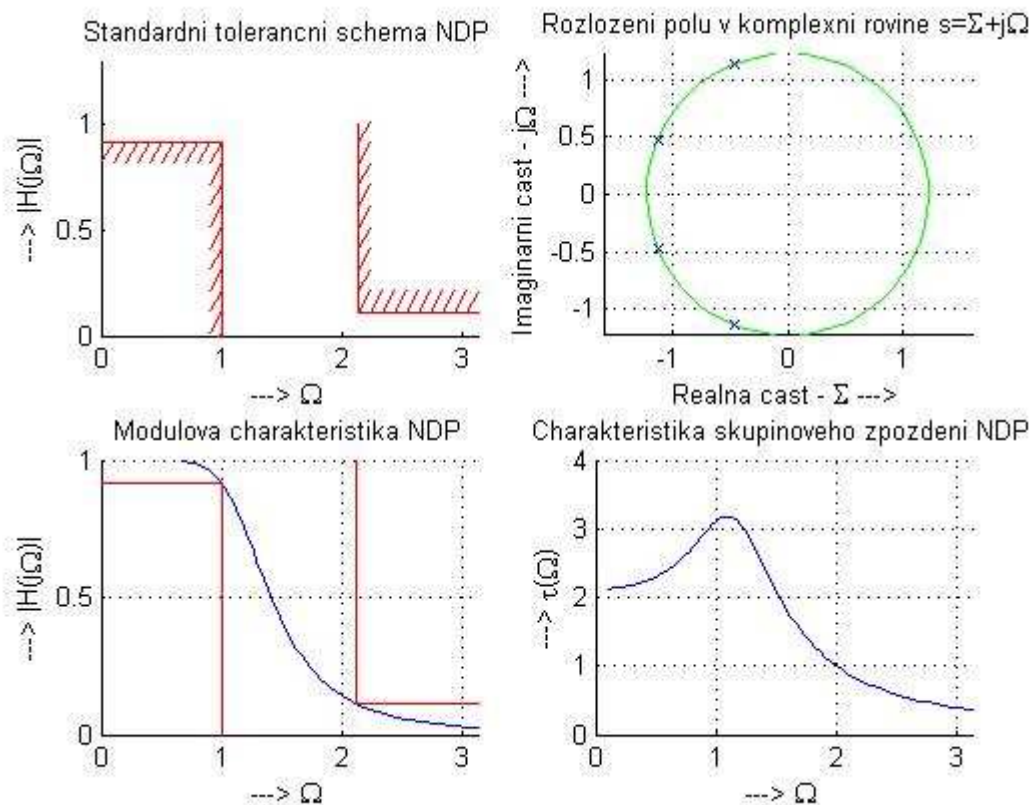 Standardni tolerancni schema NDP
---> |H(jΩ)|
1
0.5
0
0 1 2 3
---> Ω
Rozlozeni polu v komplexni rovine s=Σ+jΩ
Imaginarni cast - jΩ --->
1
0.5
0
-0.5
-1
-1 0 1
Realna cast - Σ --->
Modulova charakteristika NDP
---> |H(jΩ)|
1
0.5
0
0 1 2 3
---> Ω
Charakteristika skupinoveho zpozdeni NDP
---> τ(Ω)
4
3
2
1
0
0 1 2 3
---> Ω